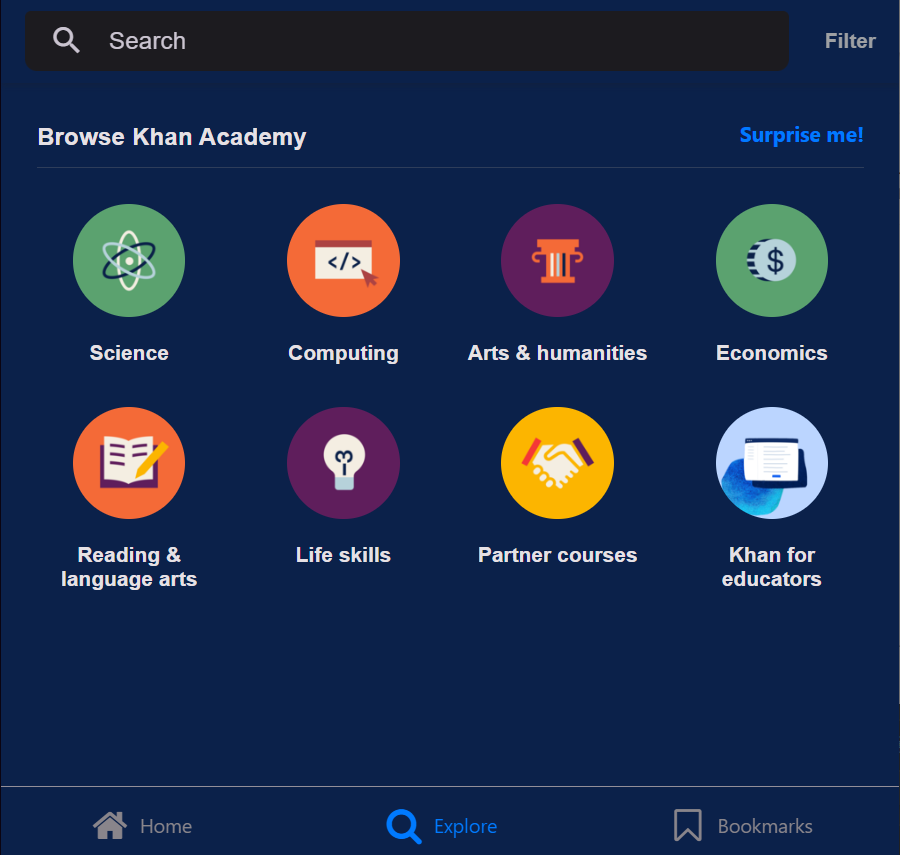 Search
Filter
Browse Khan Academy
Surprise me!
</>
$
Science
Computing
Arts & humanities
Economics
Reading &
language arts
Life skills
Partner courses
Khan for
educators
Home
Explore
Bookmarks